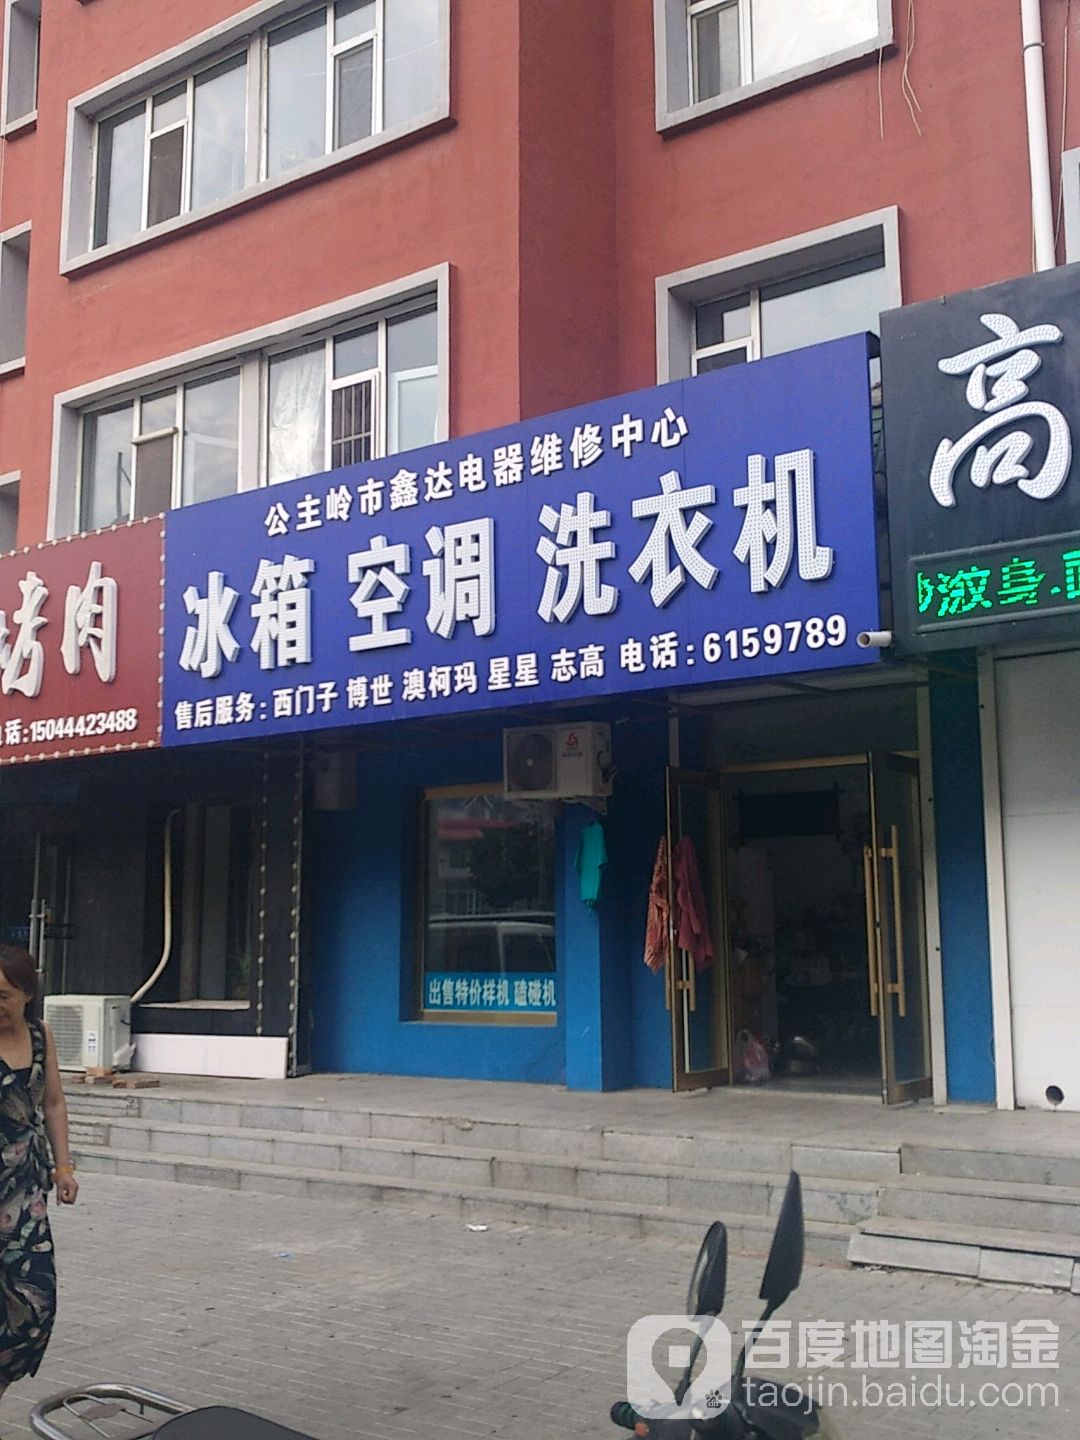 公主岭市鑫达电器维修中心
冰箱 空调 洗衣机
售后服务:西门子 博世 澳柯玛 星星 志高 电话:6159789
烤肉
电话:15044423488
高
出售特价样机 磕碰机
百度地图淘金
taojin.baidu.com